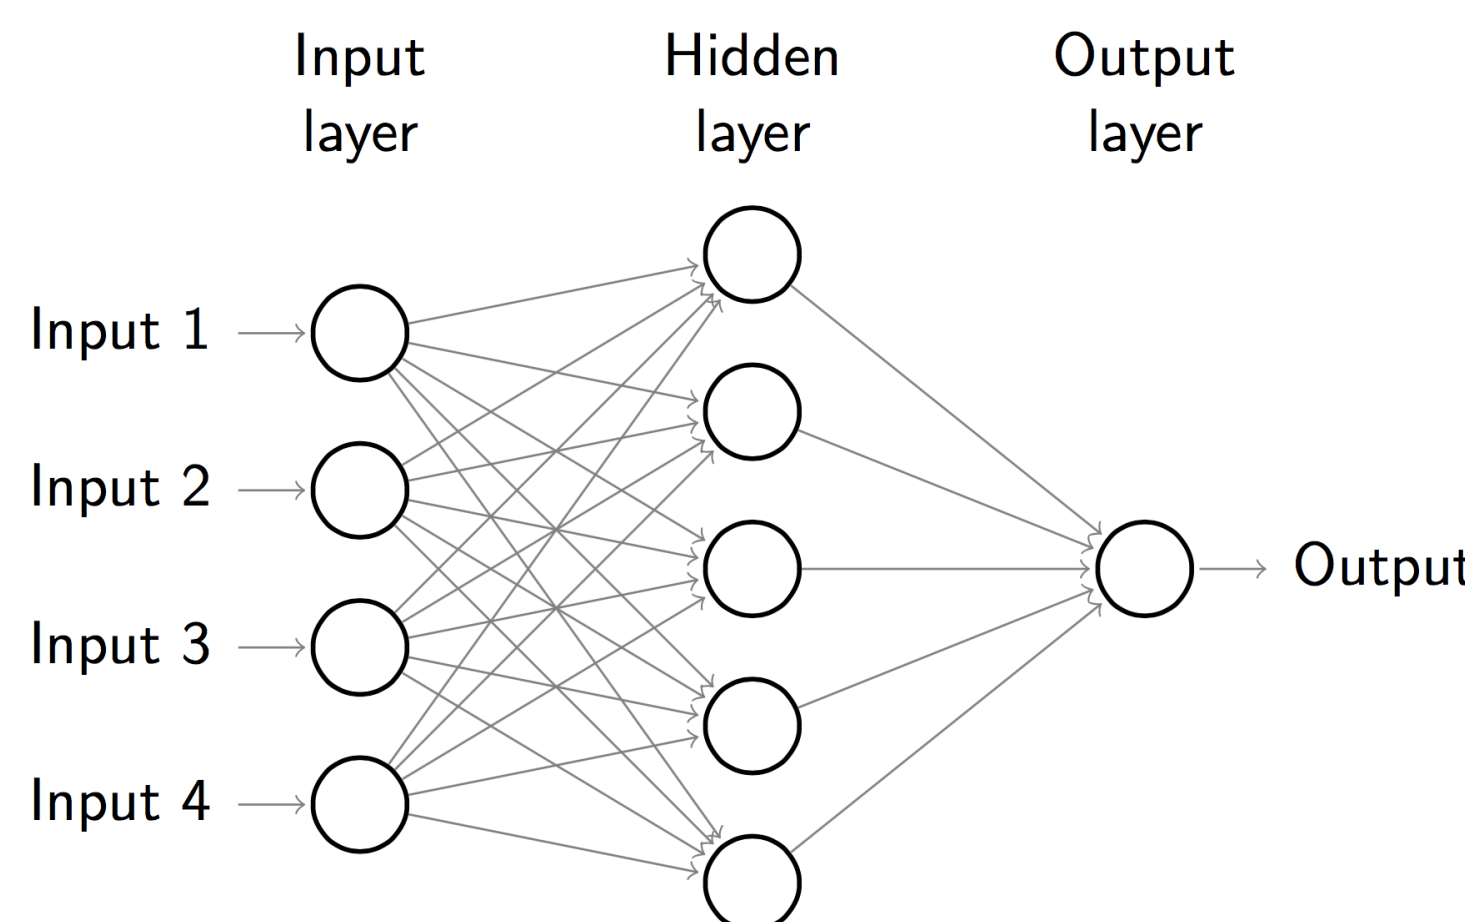 Input
layer
Hidden
layer
Output
layer
Input 1
Input 2
Input 3
Input 4
Output